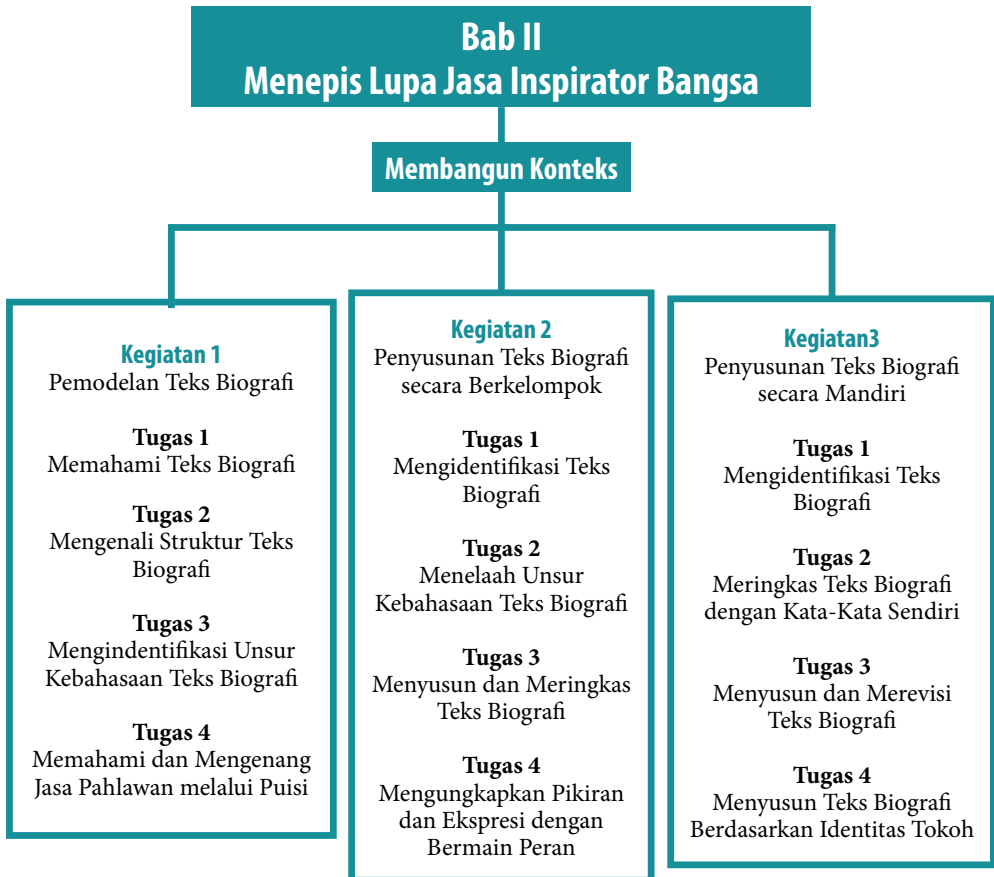 Bab II
Menepis Lupa Jasa Inspirator Bangsa
Membangun Konteks
Kegiatan 1
Pemodelan Teks Biografi
Tugas 1
Memahami Teks Biografi
Tugas 2
Mengenali Struktur Teks
Biografi
Tugas 3
Mengindentifikasi Unsur
Kebahasaan Teks Biografi
Tugas 4
Memahami dan Mengenang
Jasa Pahlawan melalui Puisi
Kegiatan 2
Penyusunan Teks Biografi
secara Berkelompok
Tugas 1
Mengidentifikasi Teks
Biografi
Tugas 2
Menelaah Unsur
Kebahasaan Teks Biografi
Tugas 3
Menyusun dan Meringkas
Teks Biografi
Tugas 4
Mengungkapkan Pikiran
dan Ekspresi dengan
Bermain Peran
Kegiatan3
Penyusunan Teks Biografi
secara Mandiri
Tugas 1
Mengidentifikasi Teks
Biografi
Tugas 2
Meringkas Teks Biografi
dengan Kata-Kata Sendiri
Tugas 3
Menyusun dan Merevisi
Teks Biografi
Tugas 4
Menyusun Teks Biografi
Berdasarkan Identitas Tokoh